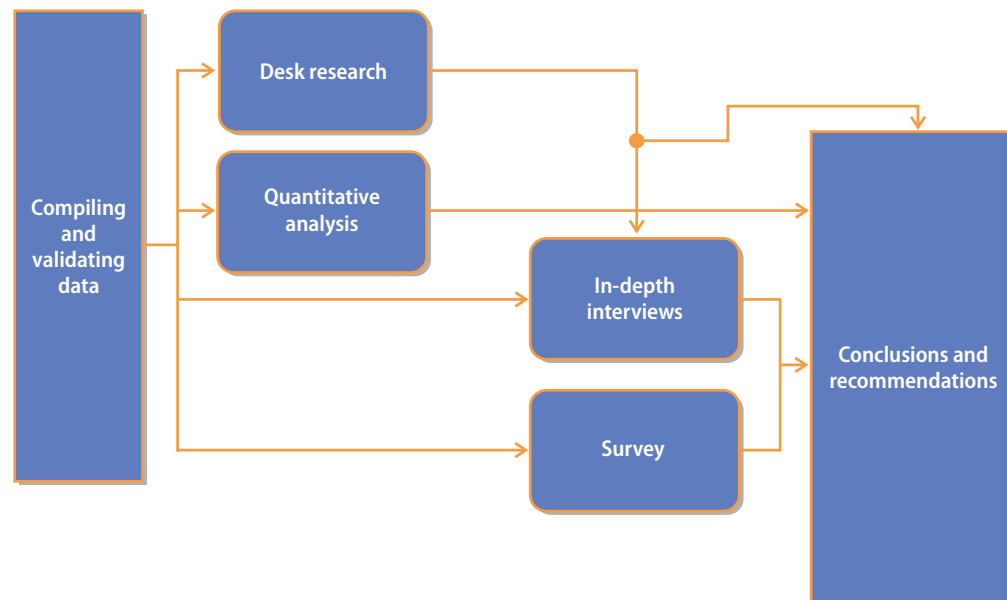 Compiling
and
validating
data
Desk research
Quantitative
analysis
In-depth
interviews
Survey
Conclusions and
recommendations